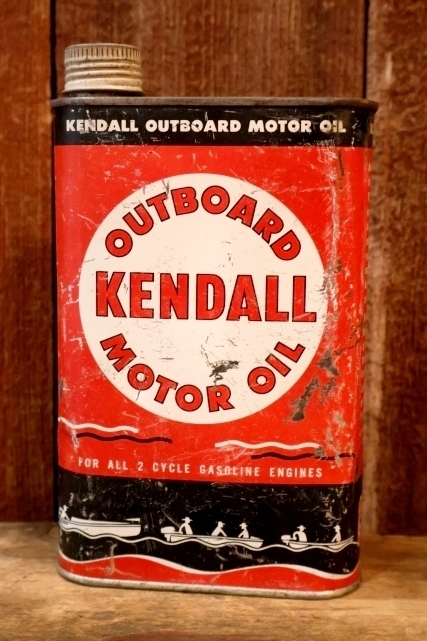 KENDALL OUTBOARD MOTOR OIL
OUTBOARD
KENDALL
MOTOR OIL
FOR ALL 2 CYCLE GASOLINE ENGINES